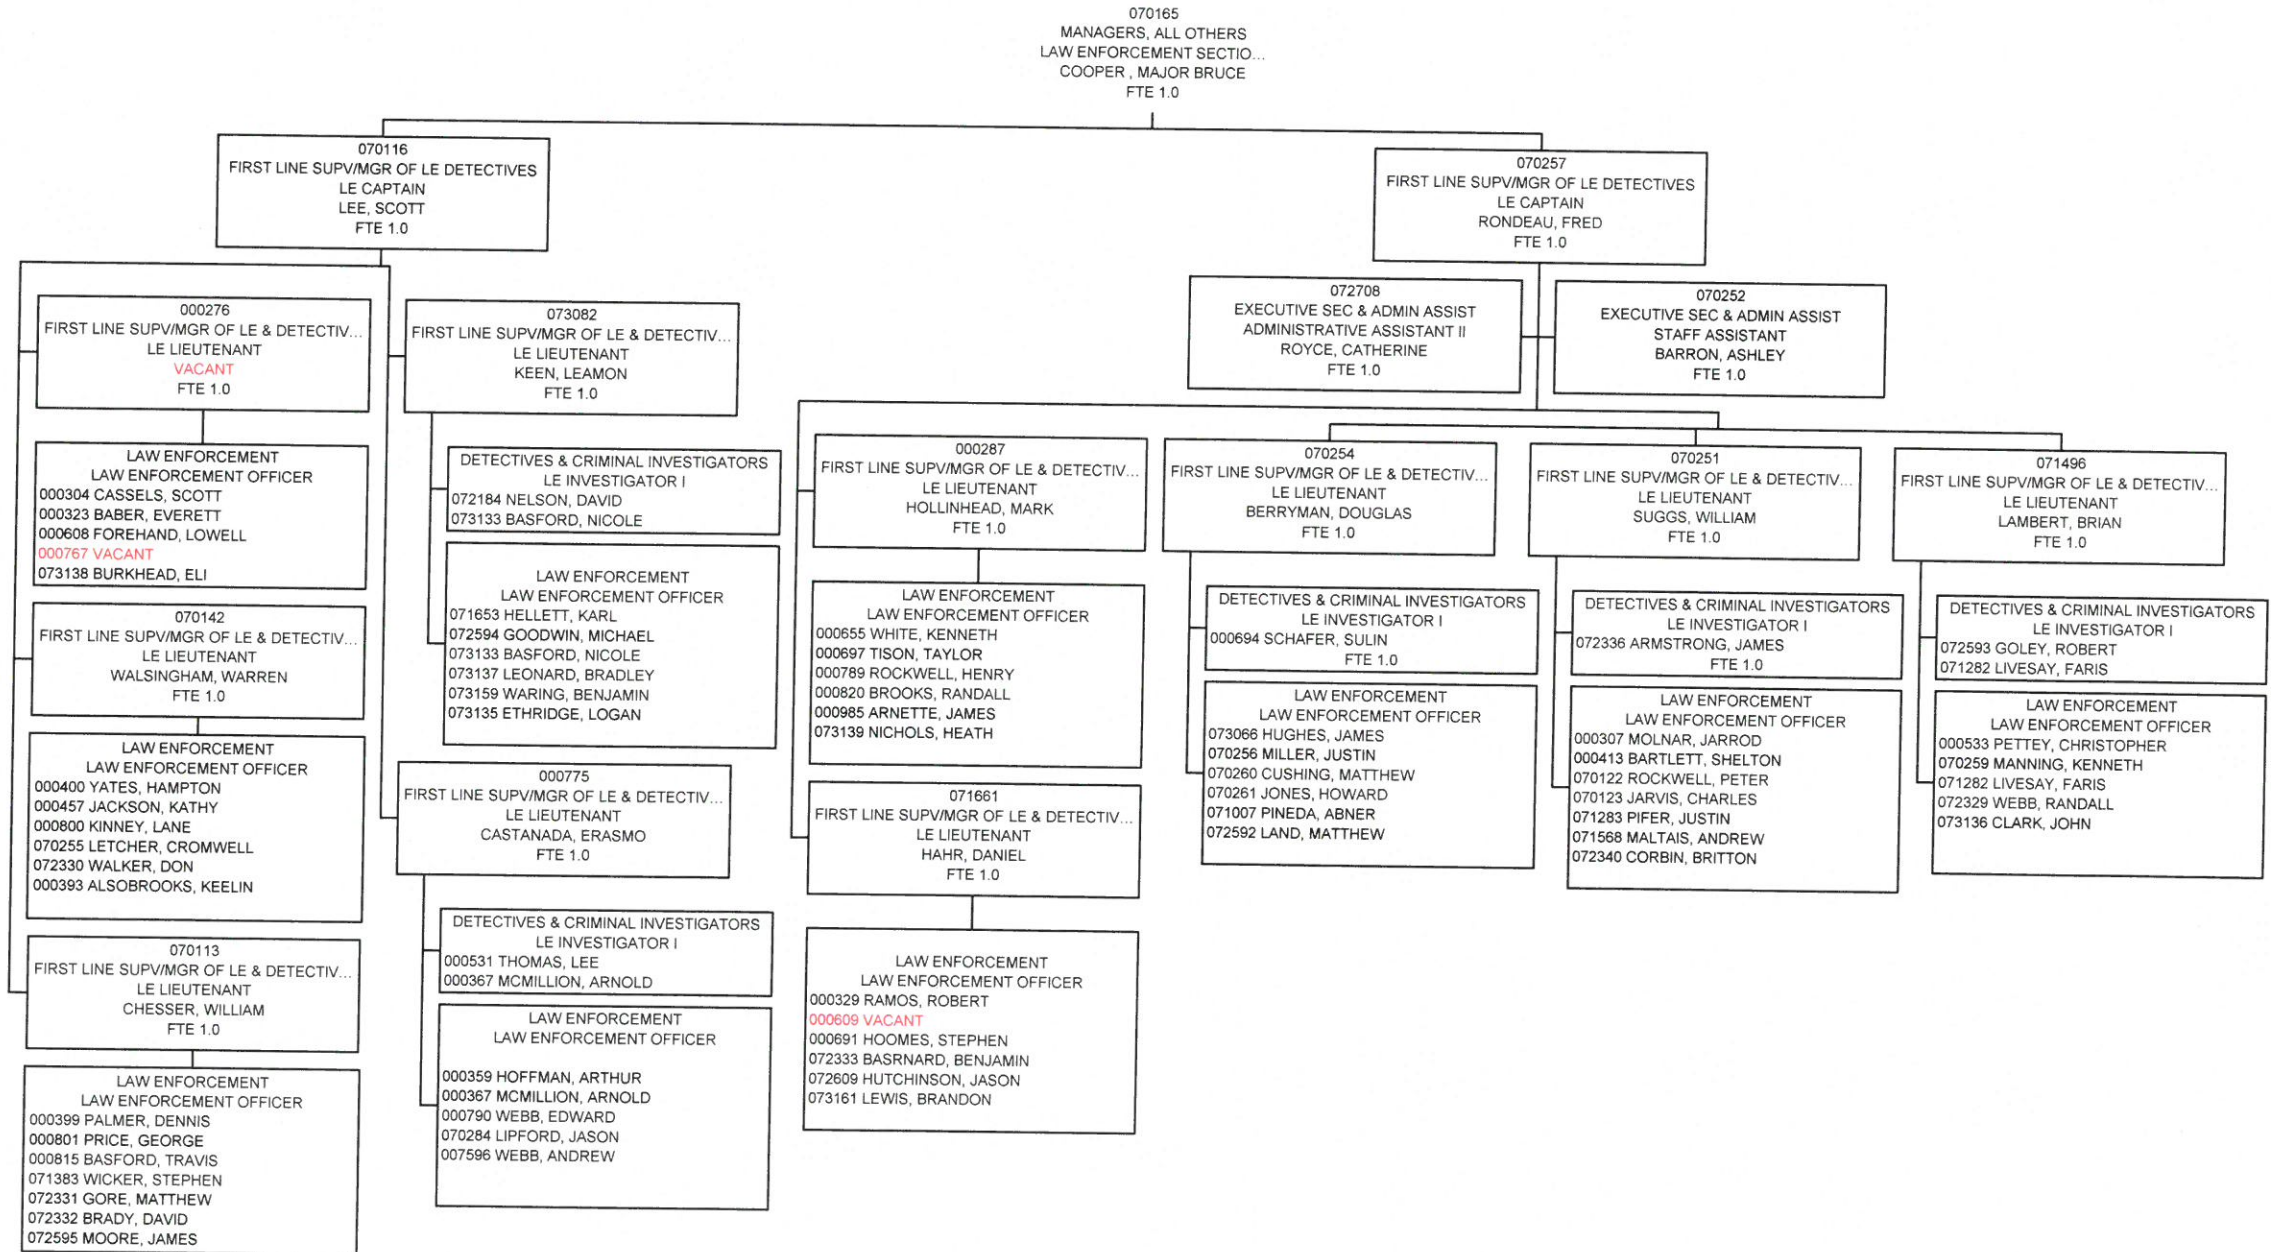 070165
MANAGERS, ALL OTHERS
LAW ENFORCEMENT SECTIO...
COOPER , MAJOR BRUCE
FTE 1.0
070116
FIRST LINE SUPV/MGR OF LE DETECTIVES
LE CAPTAIN
LEE, SCOTT
FTE 1.0
070257
FIRST LINE SUPV/MGR OF LE DETECTIVES
LE CAPTAIN
RONDEAU, FRED
FTE 1.0
072708
EXECUTIVE SEC & ADMIN ASSIST
ADMINISTRATIVE ASSISTANT II
ROYCE, CATHERINE
FTE 1.0
070252
EXECUTIVE SEC & ADMIN ASSIST
STAFF ASSISTANT
BARRON, ASHLEY
FTE 1.0
000276
FIRST LINE SUPV/MGR OF LE & DETECTIV...
LE LIEUTENANT
VACANT
FTE 1.0
LAW ENFORCEMENT
LAW ENFORCEMENT OFFICER
000304 CASSELS, SCOTT
000323 BABER, EVERETT
000608 FOREHAND, LOWELL
000767 VACANT
073138 BURKHEAD, ELI
070142
FIRST LINE SUPV/MGR OF LE & DETECTIV...
LE LIEUTENANT
WALSINGHAM, WARREN
FTE 1.0
LAW ENFORCEMENT
LAW ENFORCEMENT OFFICER
000400 YATES, HAMPTON
000457 JACKSON, KATHY
000800 KINNEY, LANE
070255 LETCHER, CROMWELL
072330 WALKER, DON
000393 ALSOBROOKS, KEELIN
070113
FIRST LINE SUPV/MGR OF LE & DETECTIV...
LE LIEUTENANT
CHESSER, WILLIAM
FTE 1.0
LAW ENFORCEMENT
LAW ENFORCEMENT OFFICER
000399 PALMER, DENNIS
000801 PRICE, GEORGE
000815 BASFORD, TRAVIS
071383 WICKER, STEPHEN
072331 GORE, MATTHEW
072332 BRADY, DAVID
072595 MOORE, JAMES
073082
FIRST LINE SUPV/MGR OF LE & DETECTIV...
LE LIEUTENANT
KEEN, LEAMON
FTE 1.0
DETECTIVES & CRIMINAL INVESTIGATORS
LE INVESTIGATOR I
072184 NELSON, DAVID
073133 BASFORD, NICOLE
LAW ENFORCEMENT
LAW ENFORCEMENT OFFICER
071653 HELLETT, KARL
072594 GOODWIN, MICHAEL
073133 BASFORD, NICOLE
073137 LEONARD, BRADLEY
073159 WARING, BENJAMIN
073135 ETHRIDGE, LOGAN
000775
FIRST LINE SUPV/MGR OF LE & DETECTIV...
LE LIEUTENANT
CASTANADA, ERASMO
FTE 1.0
DETECTIVES & CRIMINAL INVESTIGATORS
LE INVESTIGATOR I
000531 THOMAS, LEE
000367 MCMILLION, ARNOLD
LAW ENFORCEMENT
LAW ENFORCEMENT OFFICER
000359 HOFFMAN, ARTHUR
000367 MCMILLION, ARNOLD
000790 WEBB, EDWARD
070284 LIPFORD, JASON
007596 WEBB, ANDREW
000287
FIRST LINE SUPV/MGR OF LE & DETECTIV...
LE LIEUTENANT
HOLLINHEAD, MARK
FTE 1.0
LAW ENFORCEMENT
LAW ENFORCEMENT OFFICER
000655 WHITE, KENNETH
000697 TISON, TAYLOR
000789 ROCKWELL, HENRY
000820 BROOKS, RANDALL
000985 ARNETTE, JAMES
073139 NICHOLS, HEATH
071661
FIRST LINE SUPV/MGR OF LE & DETECTIV...
LE LIEUTENANT
HAHR, DANIEL
FTE 1.0
LAW ENFORCEMENT
LAW ENFORCEMENT OFFICER
000329 RAMOS, ROBERT
000609 VACANT
000691 HOOMES, STEPHEN
072333 BASRNARD, BENJAMIN
072609 HUTCHINSON, JASON
073161 LEWIS, BRANDON
070254
FIRST LINE SUPV/MGR OF LE & DETECTIV...
LE LIEUTENANT
BERRYMAN, DOUGLAS
FTE 1.0
DETECTIVES & CRIMINAL INVESTIGATORS
LE INVESTIGATOR I
000694 SCHAFER, SULIN
FTE 1.0
LAW ENFORCEMENT
LAW ENFORCEMENT OFFICER
073066 HUGHES, JAMES
070256 MILLER, JUSTIN
070260 CUSHING, MATTHEW
070261 JONES, HOWARD
071007 PINEDA, ABNER
072592 LAND, MATTHEW
070251
FIRST LINE SUPV/MGR OF LE & DETECTIV...
LE LIEUTENANT
SUGGS, WILLIAM
FTE 1.0
DETECTIVES & CRIMINAL INVESTIGATORS
LE INVESTIGATOR I
072336 ARMSTRONG, JAMES
FTE 1.0
LAW ENFORCEMENT
LAW ENFORCEMENT OFFICER
000307 MOLNAR, JARROD
000413 BARTLETT, SHELTON
070122 ROCKWELL, PETER
070123 JARVIS, CHARLES
071283 PIFER, JUSTIN
071568 MALTAIS, ANDREW
072340 CORBIN, BRITTON
071496
FIRST LINE SUPV/MGR OF LE & DETECTIV...
LE LIEUTENANT
LAMBERT, BRIAN
FTE 1.0
DETECTIVES & CRIMINAL INVESTIGATORS
LE INVESTIGATOR I
072593 GOLEY, ROBERT
071282 LIVESAY, FARIS
LAW ENFORCEMENT
LAW ENFORCEMENT OFFICER
000533 PETTEY, CHRISTOPHER
070259 MANNING, KENNETH
071282 LIVESAY, FARIS
072329 WEBB, RANDALL
073136 CLARK, JOHN